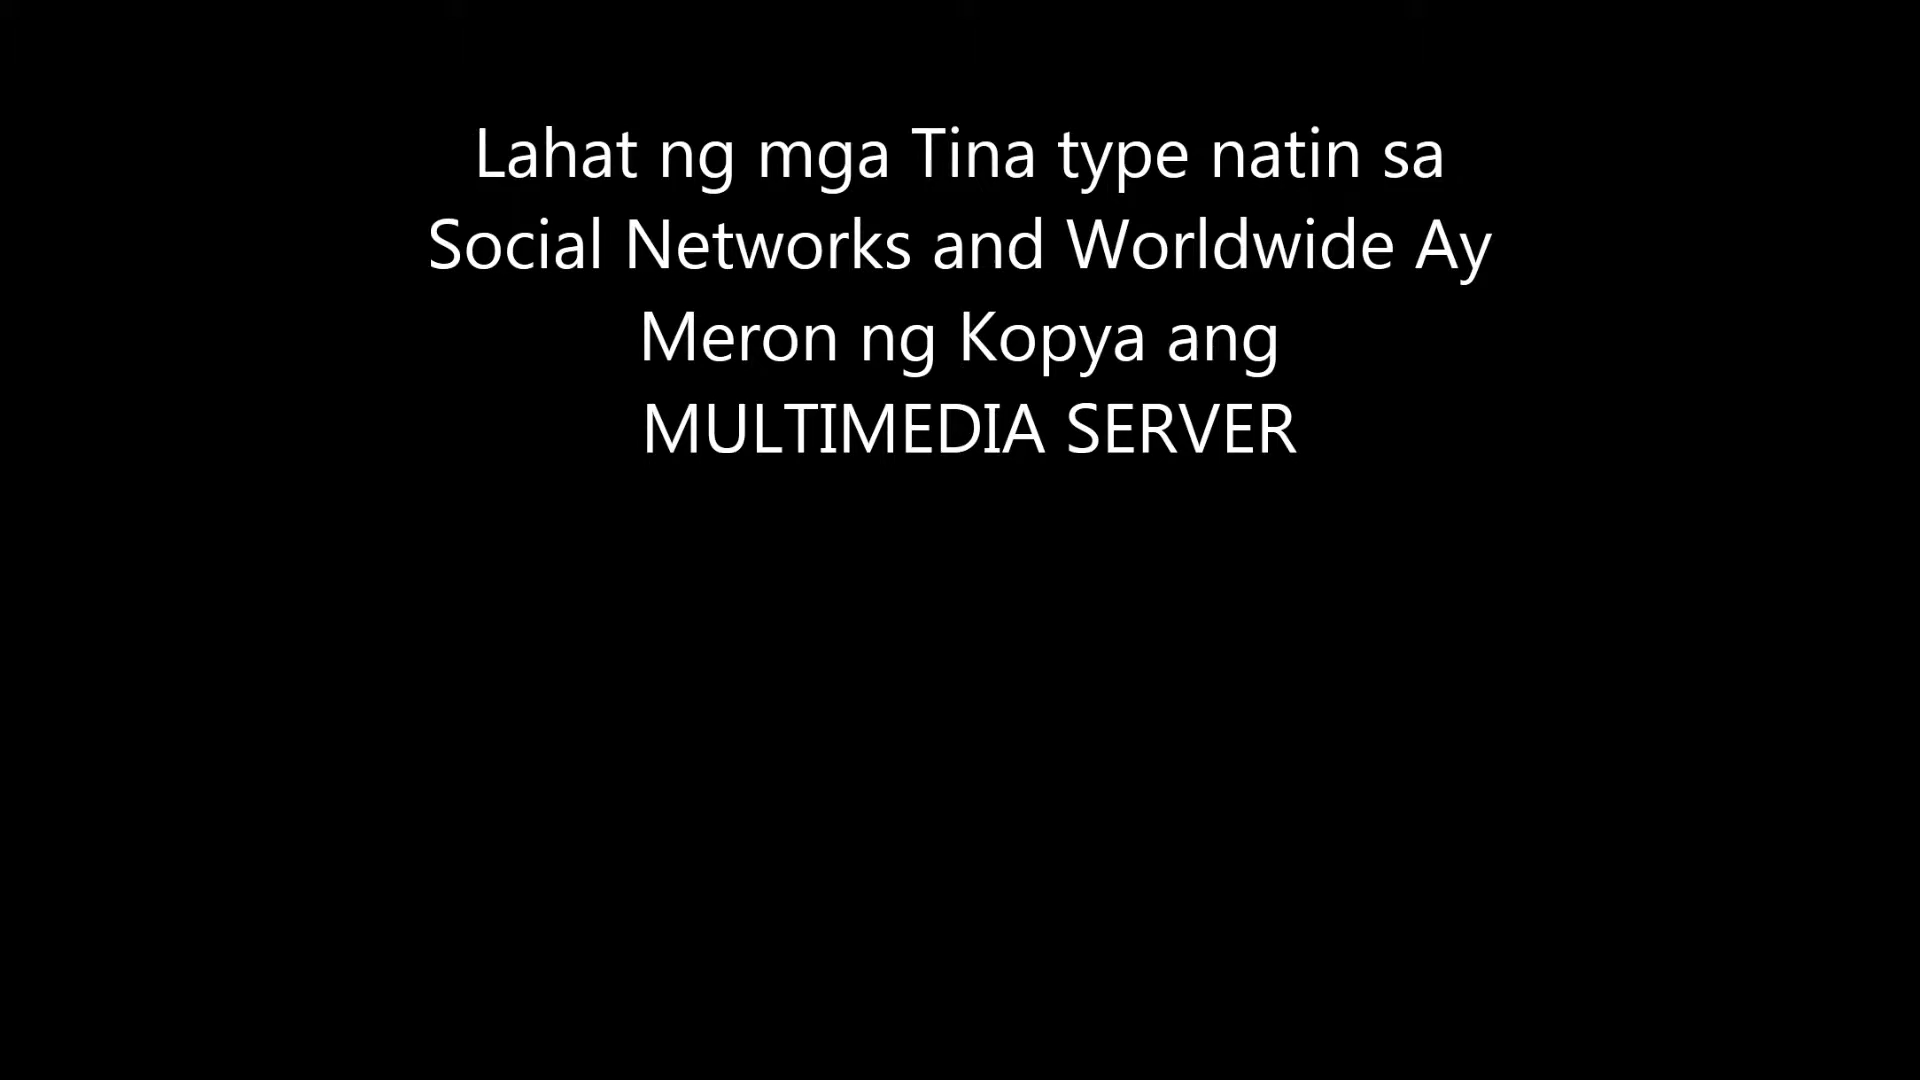 Lahat ng mga Tina type natin sa
Social Networks and Worldwide Ay
Meron ng Kopya ang
MULTIMEDIA SERVER